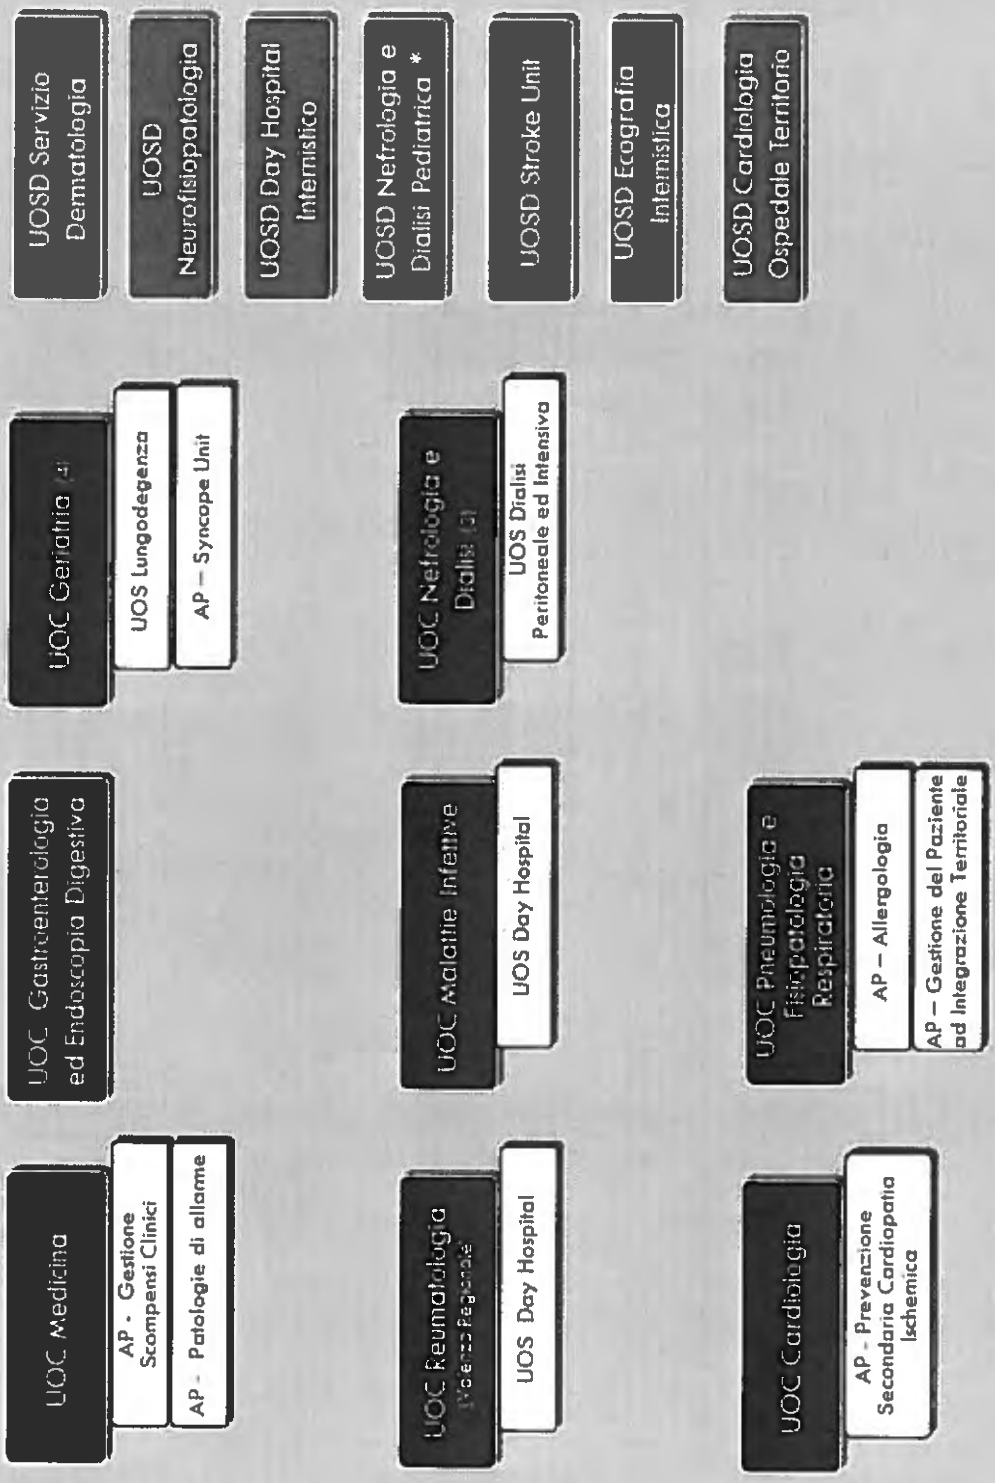 UOC Medicina
AP - Gestione
Scompensi Clinici
AP - Patologie di allarme
UOC Gastroenterologia
ed Endoscopia Digestiva
UOC Geriatria (4)
UOS Lungodegenza
AP – Syncope Unit
UOC Reumatologia
(Valenza Regionale)
UOS Day Hospital
UOC Malattie Infettive
UOS Day Hospital
UOC Nefrologia e
Dialisi (5)
UOS Dialisi
Peritoneale ed Intensiva
UOC Cardiologia
AP - Prevenzione
Secondaria Cardiopatia
Ischemica
UOC Pneumologia e
Fisiopatologia
Respiratoria
AP – Allergologia
AP – Gestione del Paziente
ad Integrazione Territoriale
UOSD Servizio
Dermatologia
UOSD
Neurofisiopatologia
UOSD Day Hospital
Internistico
UOSD Nefrologia e
Dialisi Pediatrica *
UOSD Stroke Unit
UOSD Ecografia
Internistica
UOSD Cardiologia
Ospedale Territorio